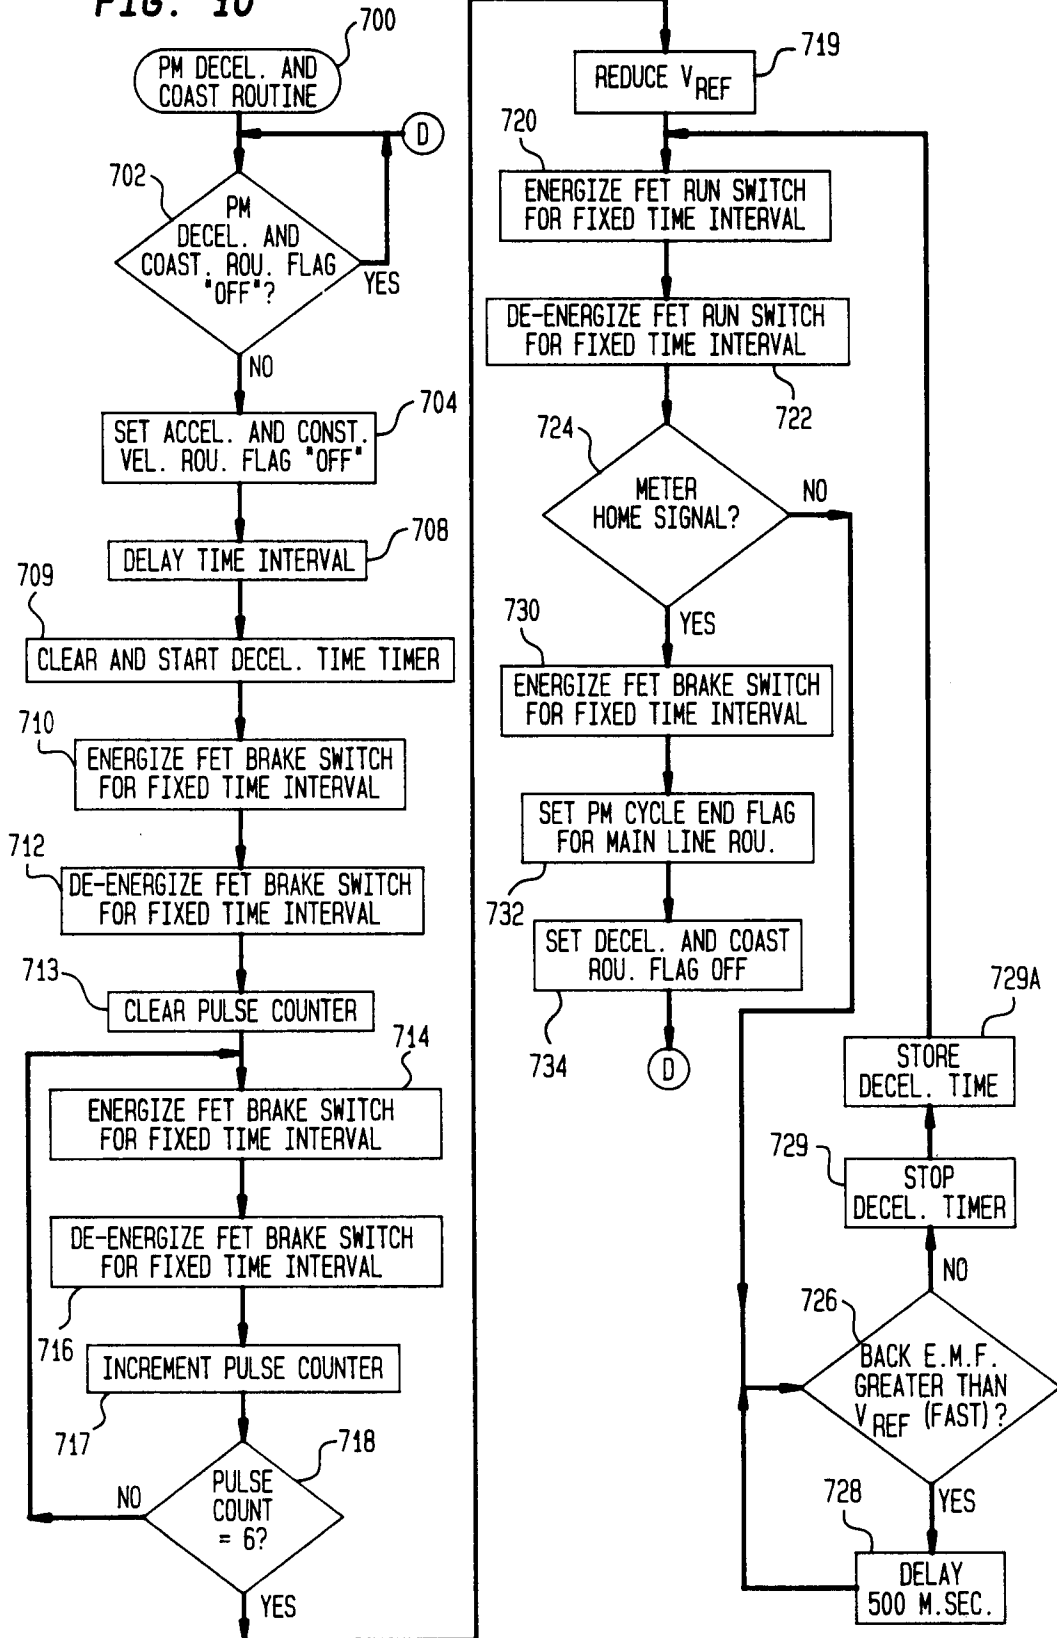 FIG. 10
700
PM DECEL. AND
COAST ROUTINE
D
702
PM
DECEL. AND
COAST. ROU. FLAG
"OFF"?
YES
NO
704
SET ACCEL. AND CONST.
VEL. ROU. FLAG "OFF"
708
DELAY TIME INTERVAL
709
CLEAR AND START DECEL. TIME TIMER
710
ENERGIZE FET BRAKE SWITCH
FOR FIXED TIME INTERVAL
712
DE-ENERGIZE FET BRAKE SWITCH
FOR FIXED TIME INTERVAL
713
CLEAR PULSE COUNTER
714
ENERGIZE FET BRAKE SWITCH
FOR FIXED TIME INTERVAL
DE-ENERGIZE FET BRAKE SWITCH
FOR FIXED TIME INTERVAL
716
INCREMENT PULSE COUNTER
717
718
PULSE
COUNT
= 6?
NO
YES
719
REDUCE VREF
720
ENERGIZE FET RUN SWITCH
FOR FIXED TIME INTERVAL
DE-ENERGIZE FET RUN SWITCH
FOR FIXED TIME INTERVAL
722
724
METER
HOME SIGNAL?
NO
YES
730
ENERGIZE FET BRAKE SWITCH
FOR FIXED TIME INTERVAL
SET PM CYCLE END FLAG
FOR MAIN LINE ROU.
732
SET DECEL. AND COAST
ROU. FLAG OFF
734
D
729A
STORE
DECEL. TIME
729
STOP
DECEL. TIMER
NO
726
BACK E.M.F.
GREATER THAN
VREF (FAST)?
YES
728
DELAY
500 M.SEC.